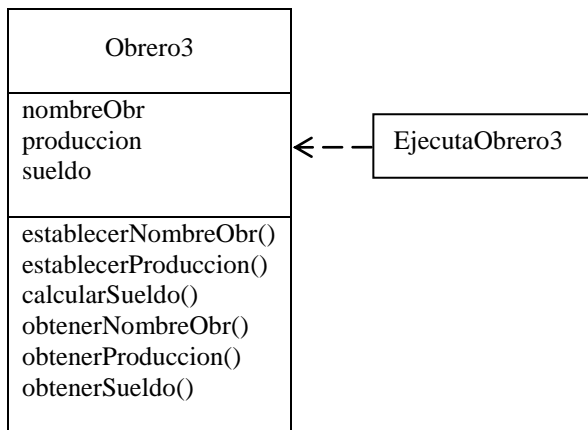 Obrero3
nombreObr
produccion
sueldo
EjecutaObrero3
establecerNombreObr()
establecerProduccion()
calcularSueldo()
obtenerNombreObr()
obtenerProduccion()
obtenerSueldo()